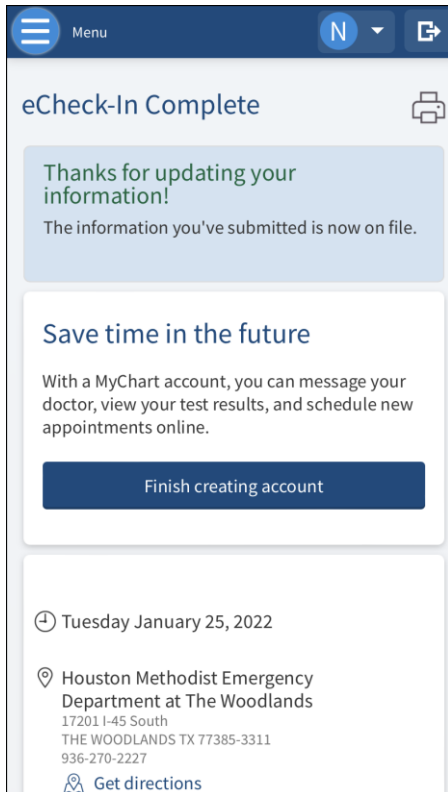 Menu
N
eCheck-In Complete
Thanks for updating your
information!
The information you've submitted is now on file.
Save time in the future
With a MyChart account, you can message your
doctor, view your test results, and schedule new
appointments online.
Finish creating account
Tuesday January 25, 2022
Houston Methodist Emergency
Department at The Woodlands
17201 I-45 South
THE WOODLANDS TX 77385-3311
936-270-2227
Get directions